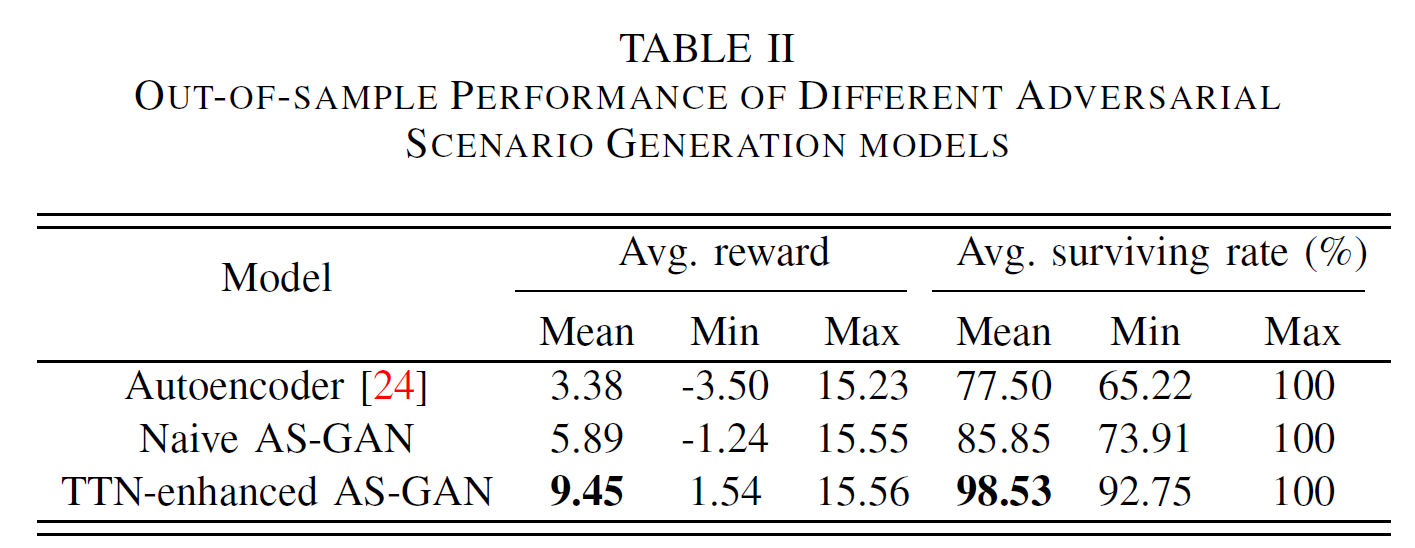 TABLE II
OUT-OF-SAMPLE PERFORMANCE OF DIFFERENT ADVERSARIAL
SCENARIO GENERATION MODELS
Model Avg. reward Avg. surviving rate (%)
Mean Min Max Mean Min Max
Autoencoder [24] 3.38 -3.50 15.23 77.50 65.22 100
Naive AS-GAN 5.89 -1.24 15.55 85.85 73.91 100
TTN-enhanced AS-GAN 9.45 1.54 15.56 98.53 92.75 100